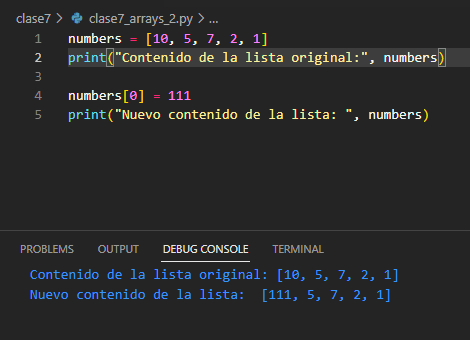 clase7 > clase7_arrays_2.py > ...
1 numbers = [10, 5, 7, 2, 1]
2 print("Contenido de la lista original:", numbers)
3
4 numbers[0] = 111
5 print("Nuevo contenido de la lista: ", numbers)
PROBLEMS OUTPUT DEBUG CONSOLE TERMINAL
Contenido de la lista original: [10, 5, 7, 2, 1]
Nuevo contenido de la lista:  [111, 5, 7, 2, 1]